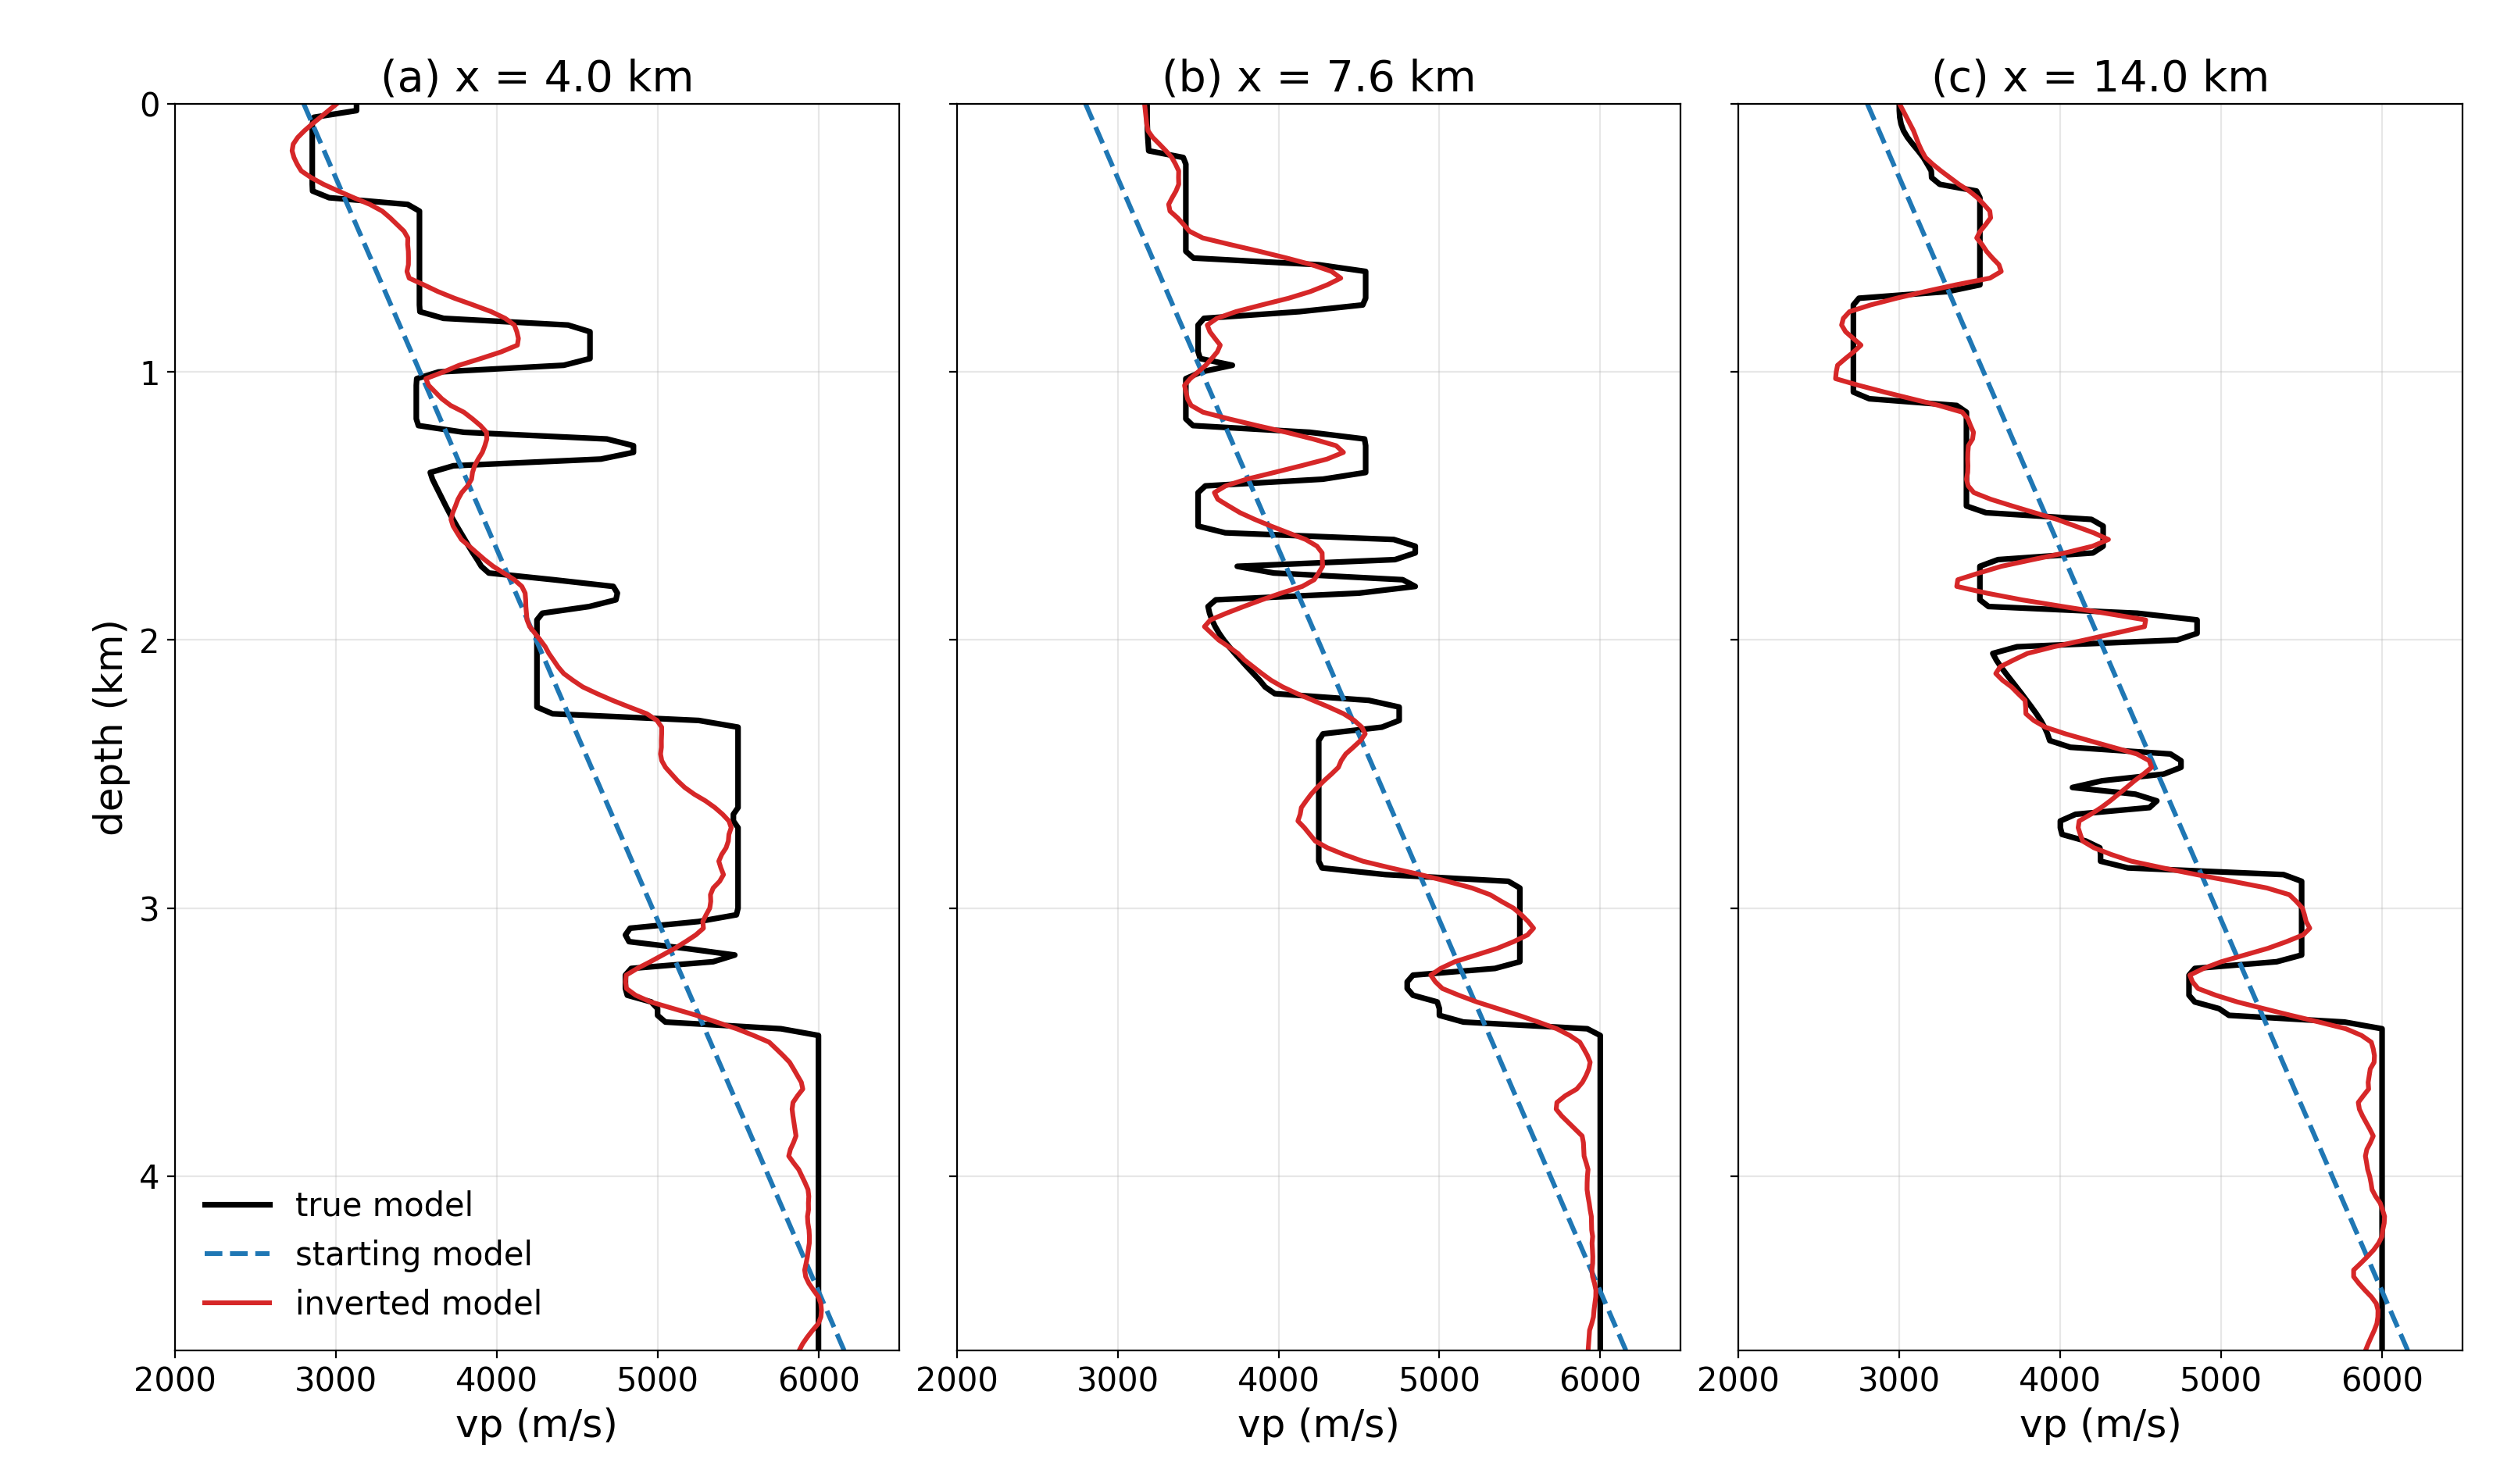 (a) x = 4.0 km
(b) x = 7.6 km
(c) x = 14.0 km
0
1
2
3
4
depth (km)
true model
starting model
inverted model
2000 3000 4000 5000 6000
2000 3000 4000 5000 6000
2000 3000 4000 5000 6000
vp (m/s)
vp (m/s)
vp (m/s)